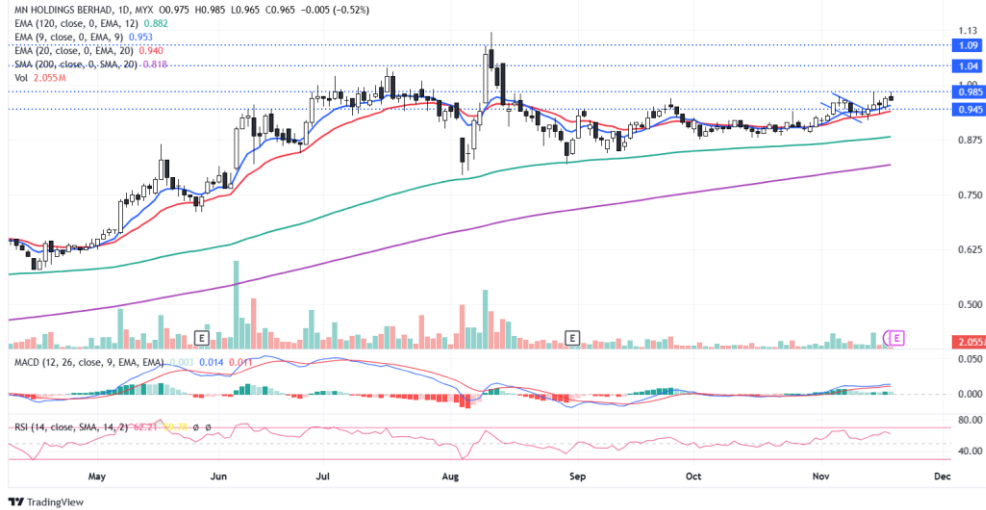 MN HOLDINGS BERHAD, 1D, MYX O0.975 H0.985 L0.965 C0.965 −0.005 (−0.52%)
EMA (120, close, 0, EMA, 12) 0.882
EMA (9, close, 0, EMA, 9) 0.953
EMA (20, close, 0, EMA, 20) 0.940
SMA (200, close, 0, SMA, 20) 0.818
Vol 2.055M
1.13
1.09
1.04
1.00
0.985
0.945
0.875
0.750
0.625
0.500
E
E
E
2.055M
MACD (12, 26, close, 9, EMA, EMA) 0.003 0.014 0.011
0.050
0.000
RSI (14, close, SMA, 14, 2) 62.21 ø ø
80.00
40.00
May Jun Jul Aug Sep Oct Nov Dec
TradingView